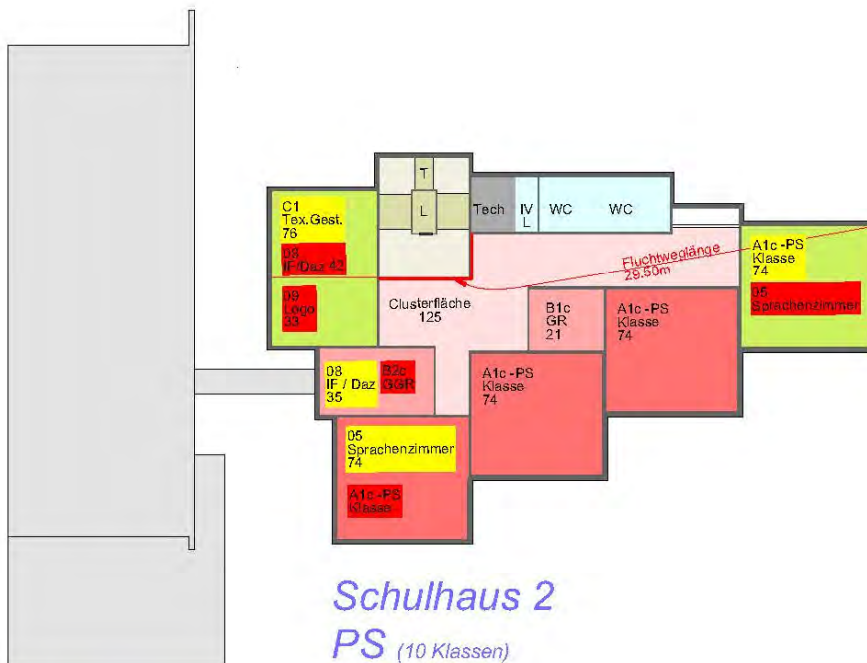 T
L
Tech
IV
L
WC
WC
C1
Tex.Gest.
76
08
IF/Daz 42
09
Logo
33
Clusterfläche
125
Fluchtweglänge
29.50m
A1c -PS
Klasse
74
05
Sprachenzimmer
B1c
GR
21
A1c -PS
Klasse
74
A1c -PS
Klasse
74
08
IF / Daz
35
B2c
GGR
05
Sprachenzimmer
74
A1c -PS
Klasse
Schulhaus 2
PS (10 Klassen)